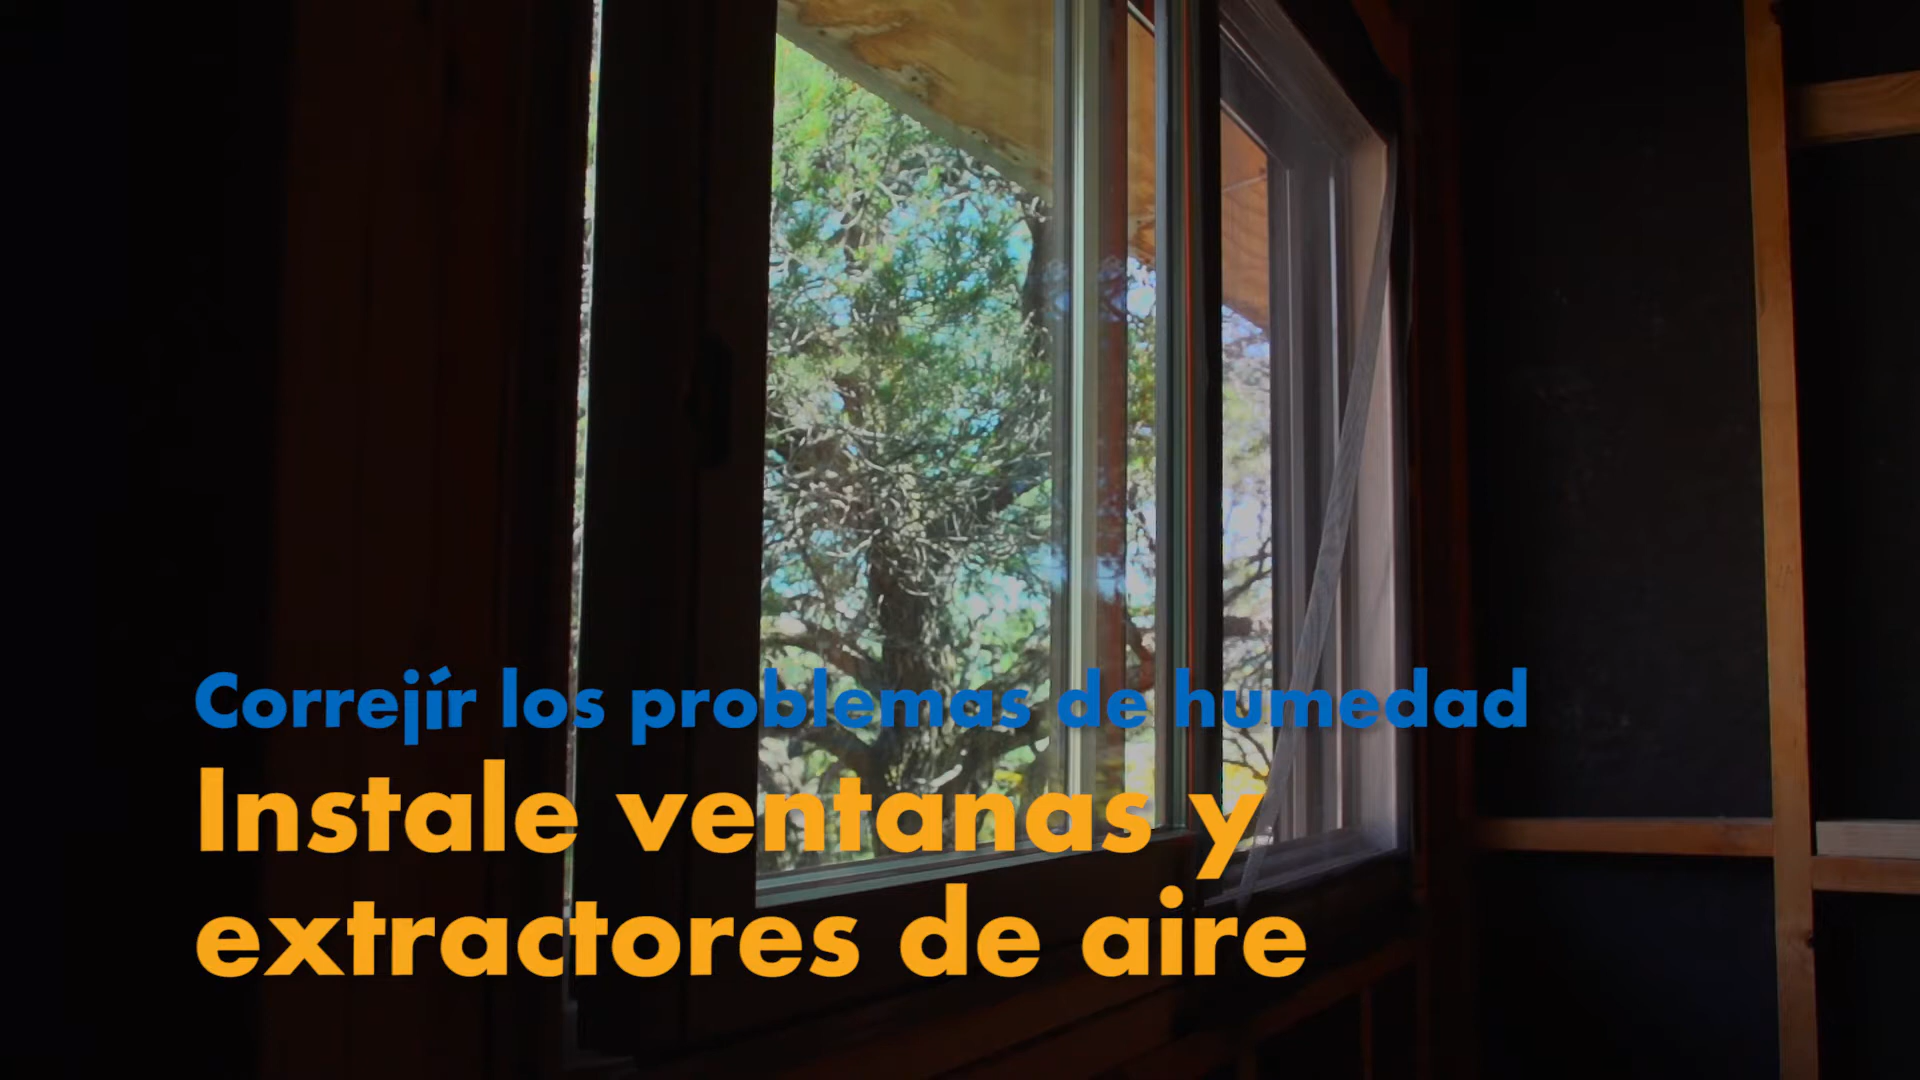 Correjír los problemas de humedad
Instale ventanas y
extractores de aire